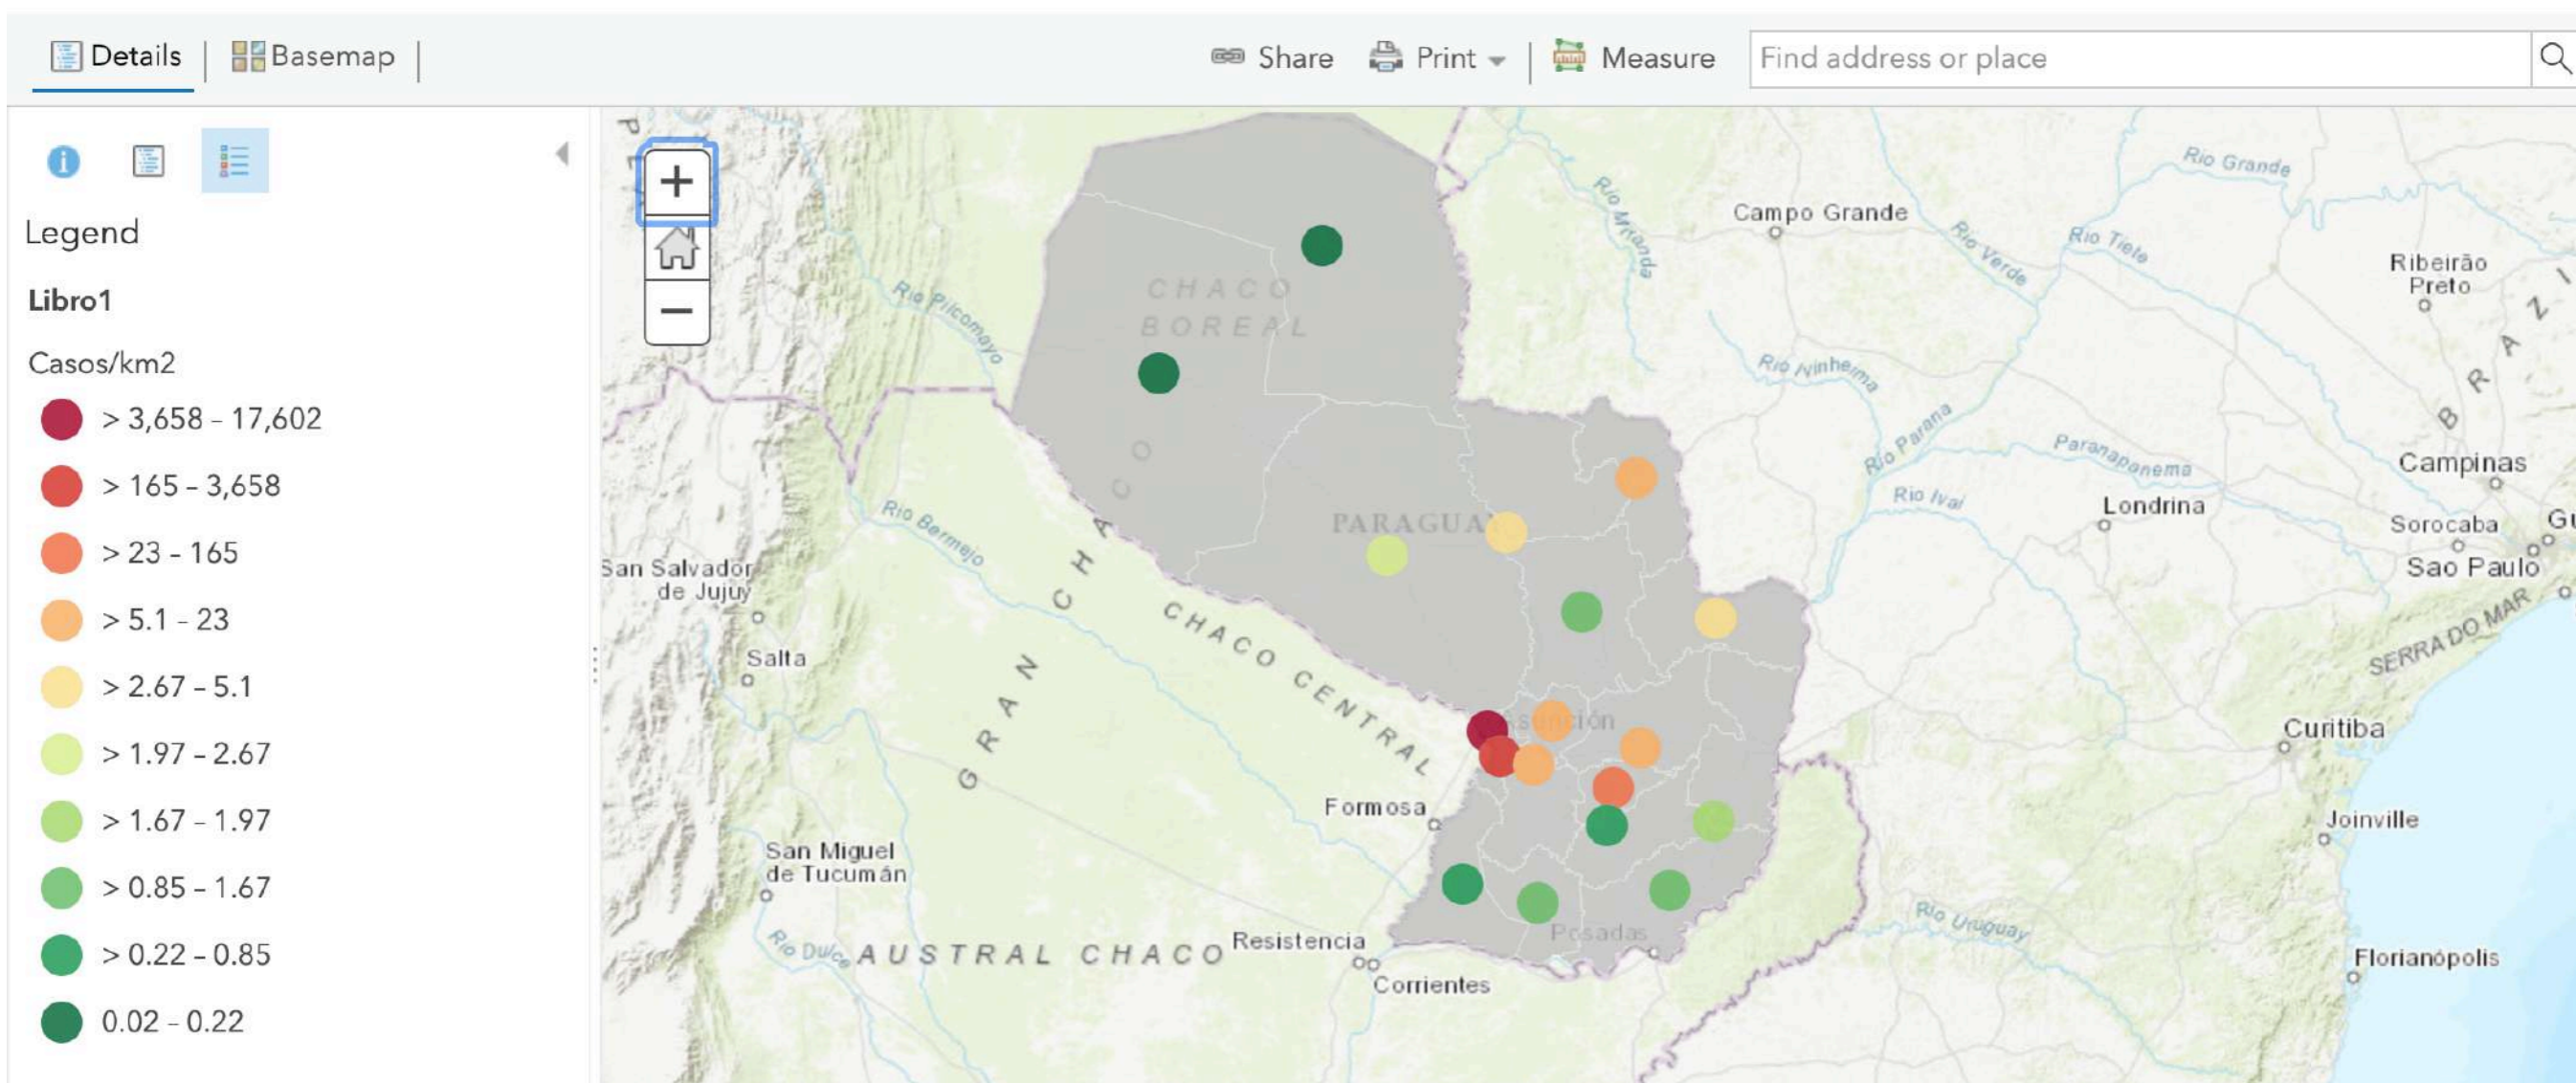 Details
Basemap
Share
Print
Measure
Find address or place
Legend
Libro1
Casos/km2
> 3,658 – 17,602
> 165 – 3,658
> 23 – 165
> 5.1 – 23
> 2.67 – 5.1
> 1.97 – 2.67
> 1.67 – 1.97
> 0.85 – 1.67
> 0.22 – 0.85
0.02 – 0.22
CHACO
BOREAL
Rio Pilcomayo
Rio Miranda
Campo Grande
Rio Verde
Rio Grande
Rio Tiete
Ribeirão
Preto
Rio Ivinheima
Rio Parana
Paranapanema
Campinas
Rio Ivai
Londrina
Sorocaba
Sao Paulo
SERRA DO MAR
Rio Bermejo
PARAGUA
San Salvador
de Jujuy
GRAN CHACO
CHACO CENTRAL
Salta
Curitiba
Formosa
Joinville
San Miguel
de Tucumán
Rio Dulce
AUSTRAL CHACO
Resistencia
Corrientes
Posadas
Rio Uruguay
Florianópolis